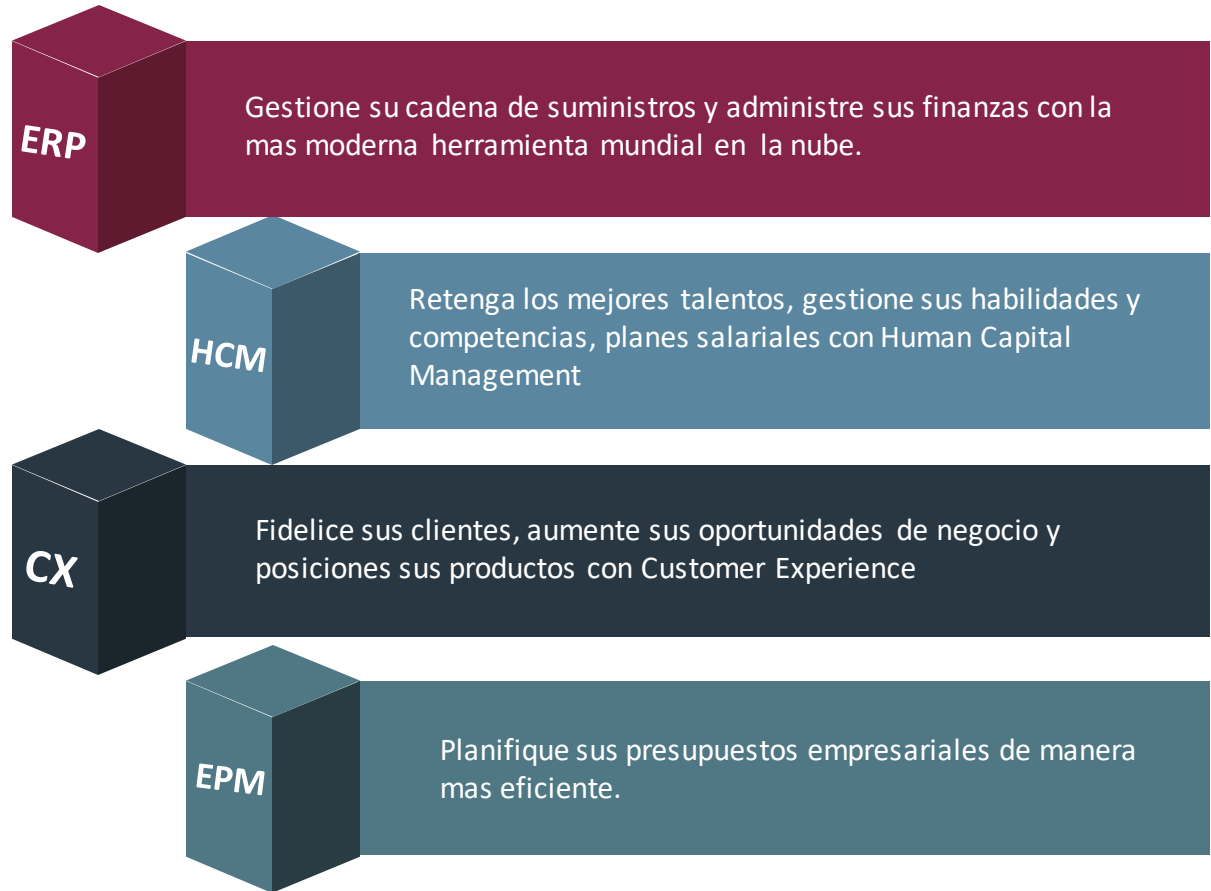 ERP
Gestione su cadena de suministros y administre sus finanzas con la
mas moderna herramienta mundial en la nube.
HCM
Retenga los mejores talentos, gestione sus habilidades y
competencias, planes salariales con Human Capital
Management
CX
Fidelice sus clientes, aumente sus oportunidades de negocio y
posiciones sus productos con Customer Experience
EPM
Planifique sus presupuestos empresariales de manera
mas eficiente.